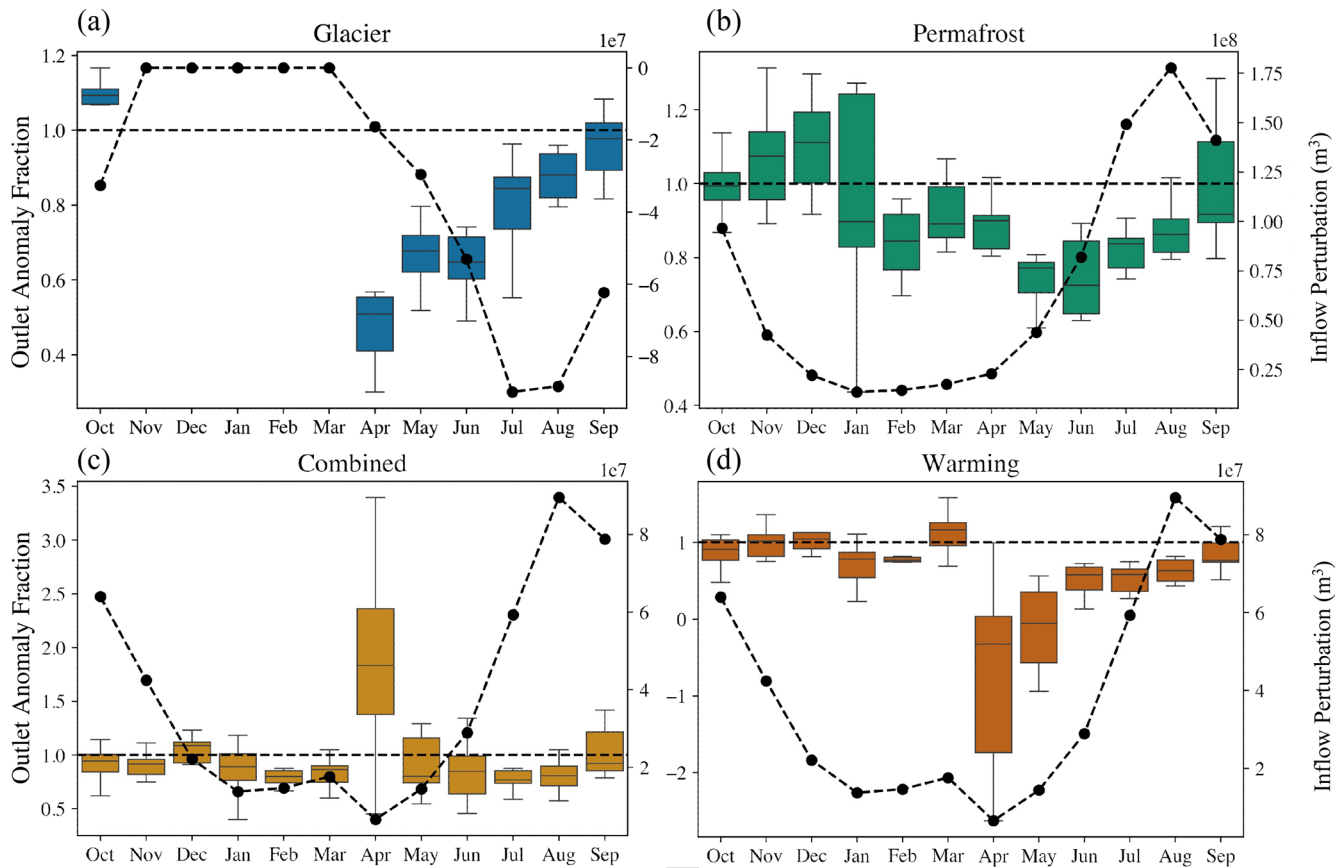 (a)
Glacier
1e7
Outlet Anomaly Fraction
1.2
1.0
0.8
0.6
0.4
0
−2
−4
−6
−8
Oct Nov Dec Jan Feb Mar Apr May Jun Jul Aug Sep
(b)
Permafrost
1e8
1.2
1.0
0.8
0.6
0.4
1.75
1.50
1.25
1.00
0.75
0.50
0.25
Inflow Perturbation (m³)
Oct Nov Dec Jan Feb Mar Apr May Jun Jul Aug Sep
(c)
Combined
1e7
Outlet Anomaly Fraction
3.5
3.0
2.5
2.0
1.5
1.0
0.5
8
6
4
2
Oct Nov Dec Jan Feb Mar Apr May Jun Jul Aug Sep
(d)
Warming
1e7
1
0
−1
−2
8
6
4
2
Inflow Perturbation (m³)
Oct Nov Dec Jan Feb Mar Apr May Jun Jul Aug Sep